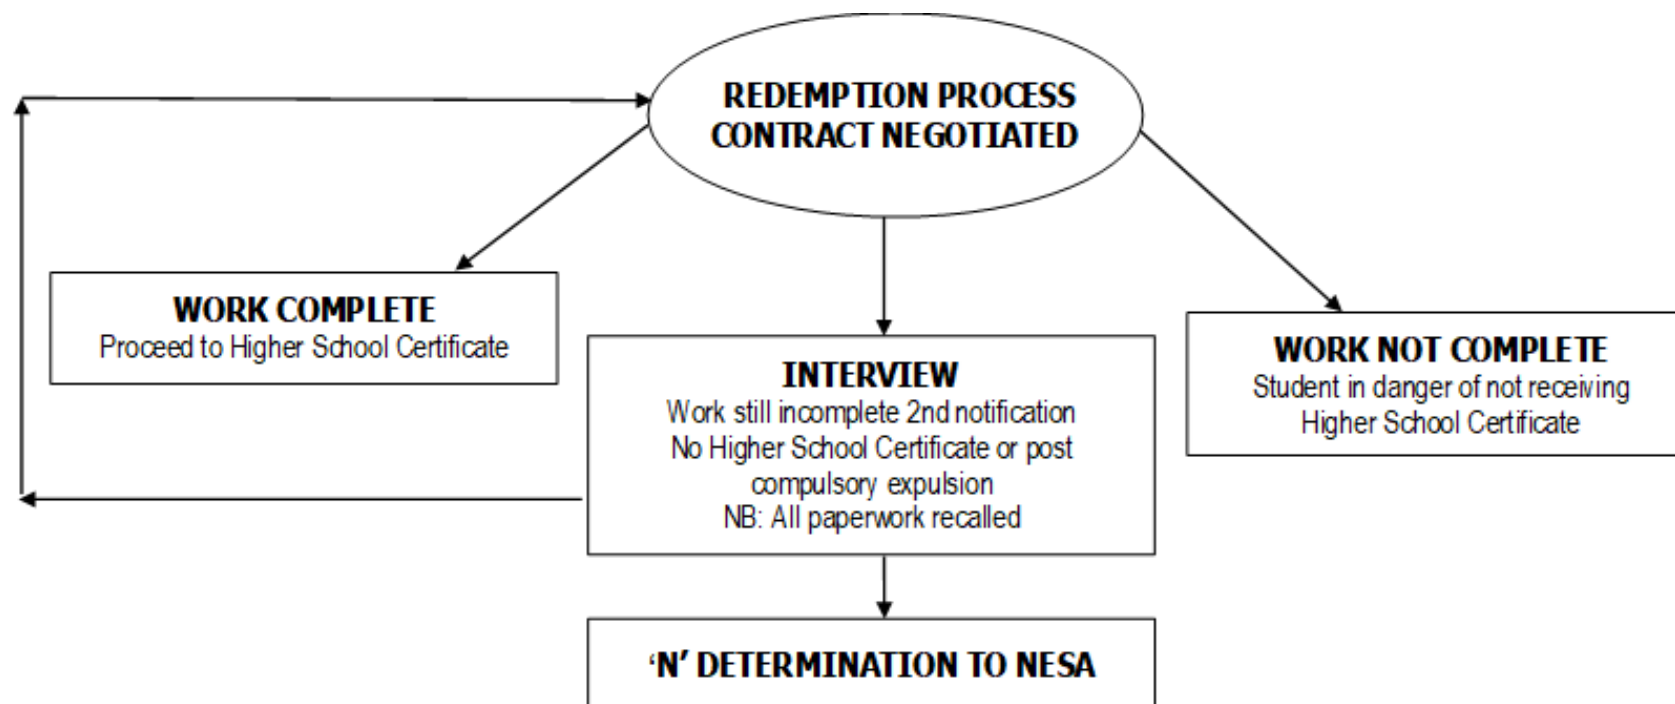 REDEMPTION PROCESS
CONTRACT NEGOTIATED
WORK COMPLETE
Proceed to Higher School Certificate
INTERVIEW
Work still incomplete 2nd notification
No Higher School Certificate or post
compulsory expulsion
NB: All paperwork recalled
WORK NOT COMPLETE
Student in danger of not receiving
Higher School Certificate
‘N’ DETERMINATION TO NESA